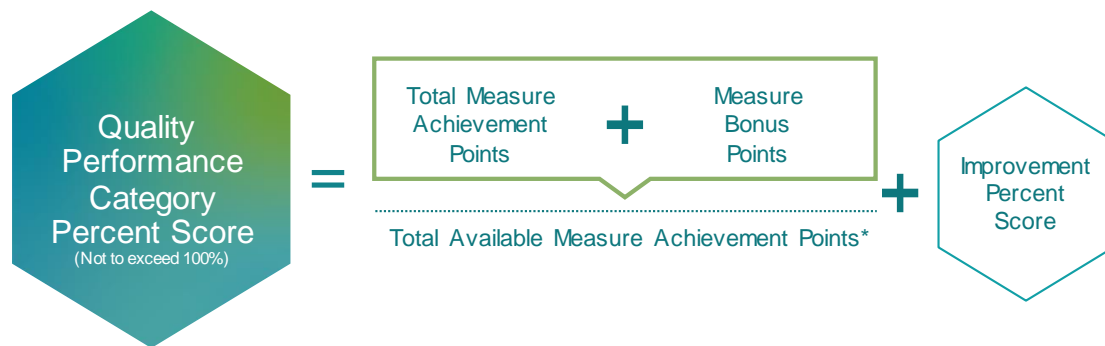 Quality
Performance
Category
Percent Score
(Not to exceed 100%)
=
Total Measure
Achievement
Points
+
Measure
Bonus
Points
Total Available Measure Achievement Points*
+
Improvement
Percent
Score